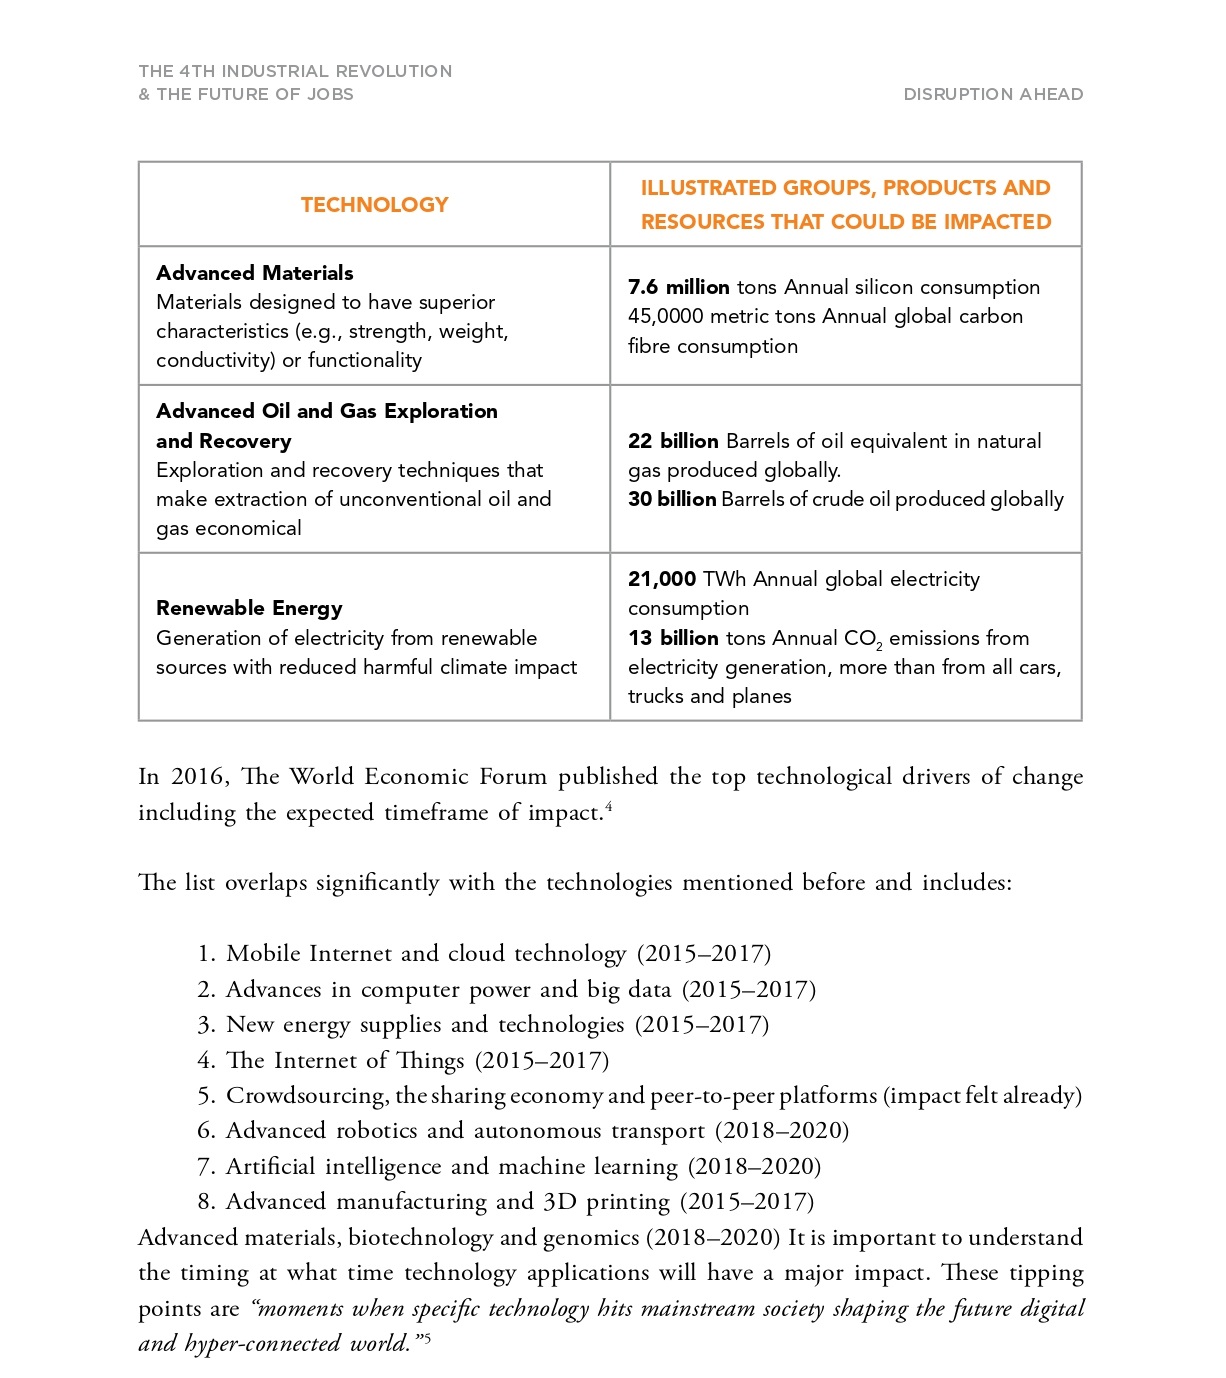 THE 4TH INDUSTRIAL REVOLUTION
& THE FUTURE OF JOBS
DISRUPTION AHEAD
TECHNOLOGY
ILLUSTRATED GROUPS, PRODUCTS AND
RESOURCES THAT COULD BE IMPACTED
Advanced Materials
Materials designed to have superior
characteristics (e.g., strength, weight,
conductivity) or functionality
7.6 million tons Annual silicon consumption
45,0000 metric tons Annual global carbon
fibre consumption
Advanced Oil and Gas Exploration
and Recovery
Exploration and recovery techniques that
make extraction of unconventional oil and
gas economical
22 billion Barrels of oil equivalent in natural
gas produced globally.
30 billion Barrels of crude oil produced globally
Renewable Energy
Generation of electricity from renewable
sources with reduced harmful climate impact
21,000 TWh Annual global electricity
consumption
13 billion tons Annual CO₂ emissions from
electricity generation, more than from all cars,
trucks and planes
In 2016, The World Economic Forum published the top technological drivers of change
including the expected timeframe of impact.⁴
The list overlaps significantly with the technologies mentioned before and includes:
1. Mobile Internet and cloud technology (2015–2017)
2. Advances in computer power and big data (2015–2017)
3. New energy supplies and technologies (2015–2017)
4. The Internet of Things (2015–2017)
5. Crowdsourcing, the sharing economy and peer-to-peer platforms (impact felt already)
6. Advanced robotics and autonomous transport (2018–2020)
7. Artificial intelligence and machine learning (2018–2020)
8. Advanced manufacturing and 3D printing (2015–2017)
Advanced materials, biotechnology and genomics (2018–2020) It is important to understand
the timing at what time technology applications will have a major impact. These tipping
points are “moments when specific technology hits mainstream society shaping the future digital
and hyper-connected world.”⁵